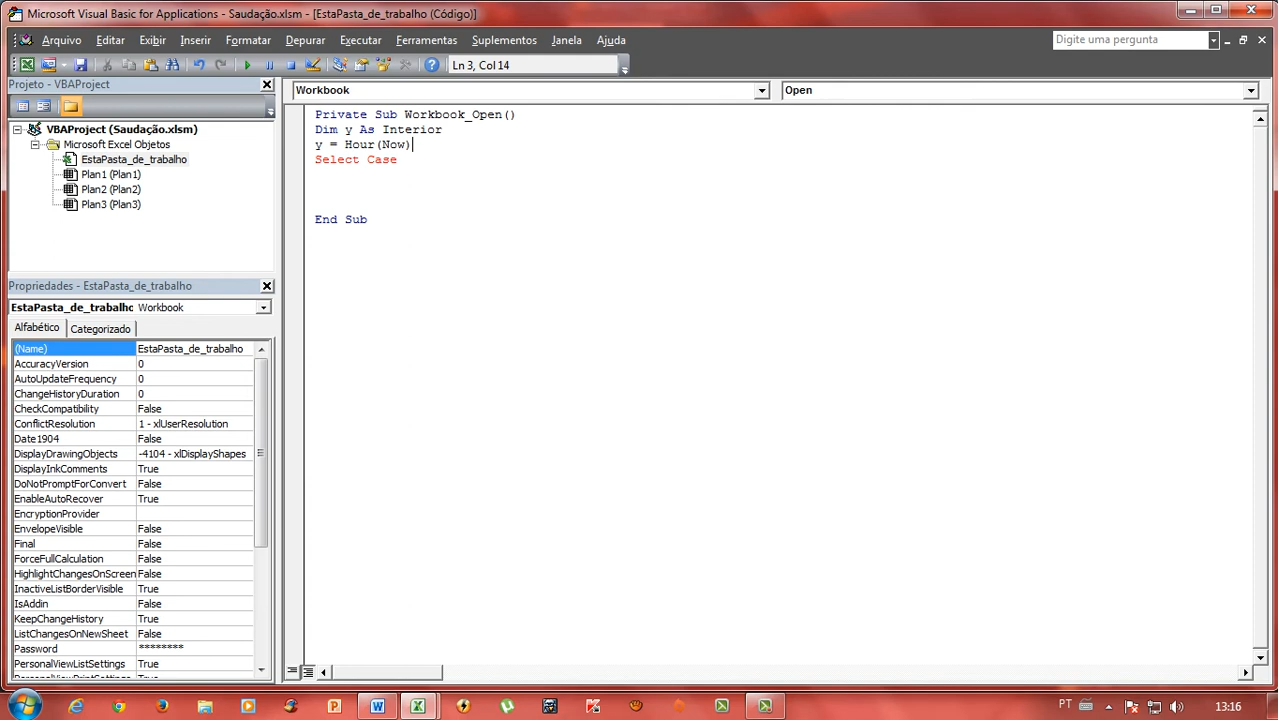 Microsoft Visual Basic for Applications - Saudação.xlsm - [EstaPasta_de_trabalho (Código)]
Arquivo Editar Exibir Inserir Formatar Depurar Executar Ferramentas Suplementos Janela Ajuda
Digite uma pergunta
Ln 3, Col 14
Projeto - VBAProject
Workbook
Open
VBAProject (Saudação.xlsm)
Microsoft Excel Objetos
EstaPasta_de_trabalho
Plan1 (Plan1)
Plan2 (Plan2)
Plan3 (Plan3)
Private Sub Workbook_Open()
Dim y As Interior
y = Hour(Now)
Select Case
End Sub
Propriedades - EstaPasta_de_trabalho
EstaPasta_de_trabalho Workbook
Alfabético Categorizado
(Name) EstaPasta_de_trabalho
AccuracyVersion 0
AutoUpdateFrequency 0
ChangeHistoryDuration 0
CheckCompatibility False
ConflictResolution 1 - xlUserResolution
Date1904 False
DisplayDrawingObjects -4104 - xlDisplayShapes
DisplayInkComments True
DoNotPromptForConvert False
EnableAutoRecover True
EncryptionProvider
EnvelopeVisible False
Final False
ForceFullCalculation False
HighlightChangesOnScreen False
InactiveListBorderVisible True
IsAddin False
KeepChangeHistory True
ListChangesOnNewSheet False
Password ********
PersonalViewListSettings True
PersonalViewPrintSettings True
PT
13:16